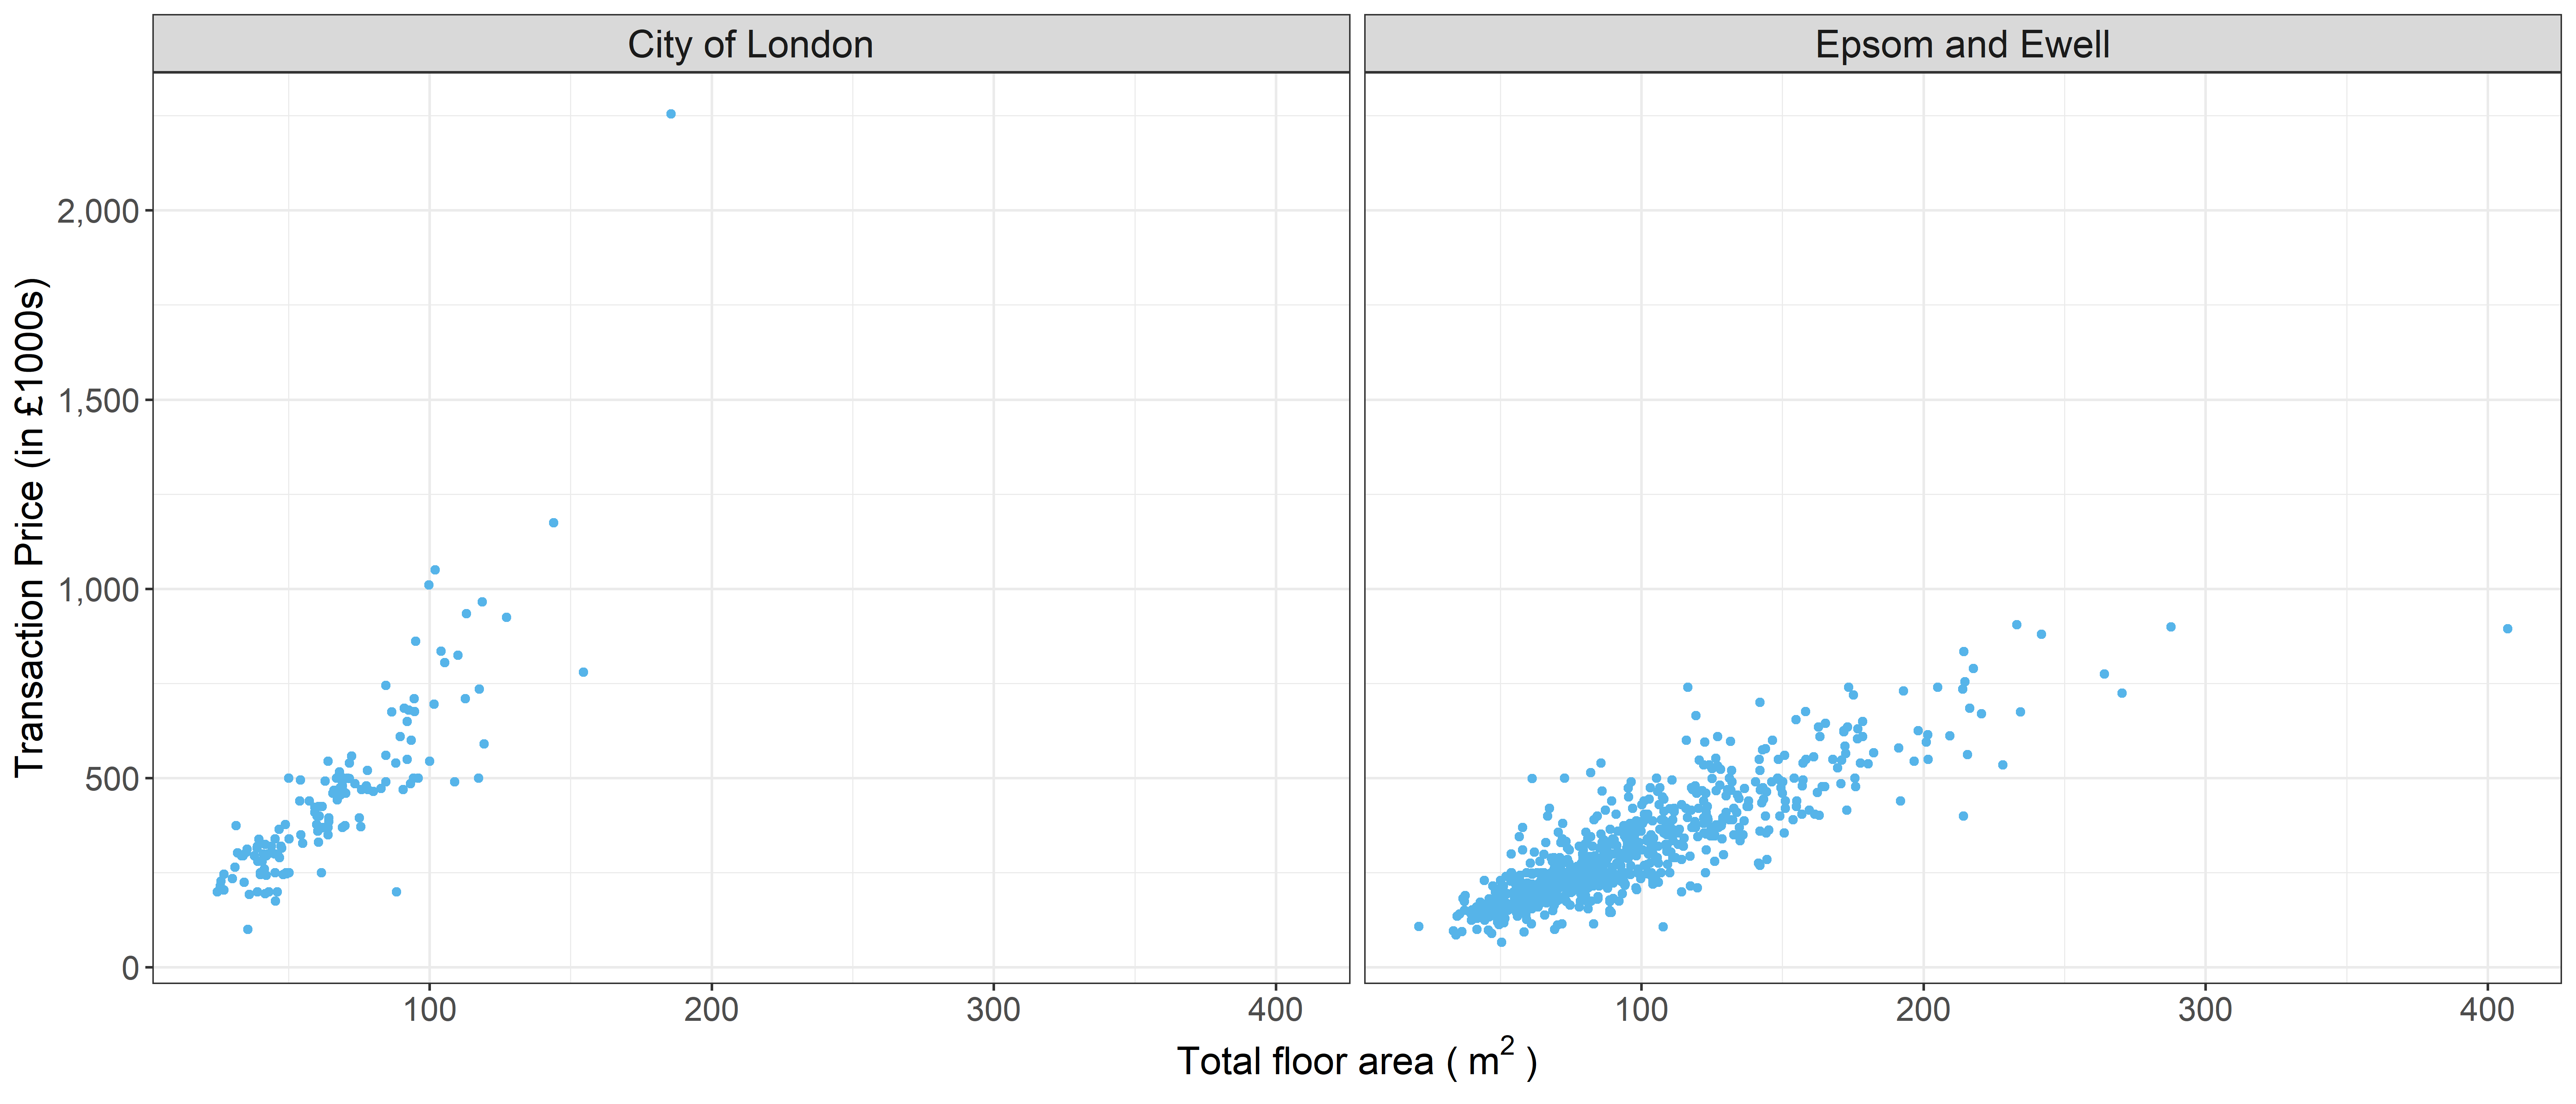 City of London
Epsom and Ewell
Transaction Price (in £1000s)
2,000
1,500
1,000
500
0
100 200 300 400
100 200 300 400
Total floor area ( m² )